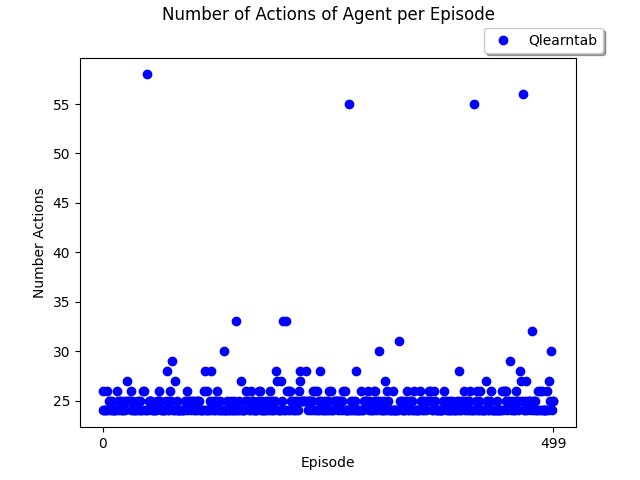 Number of Actions of Agent per Episode
Qlearntab
55
50
45
40
35
30
25
Number Actions
0
499
Episode